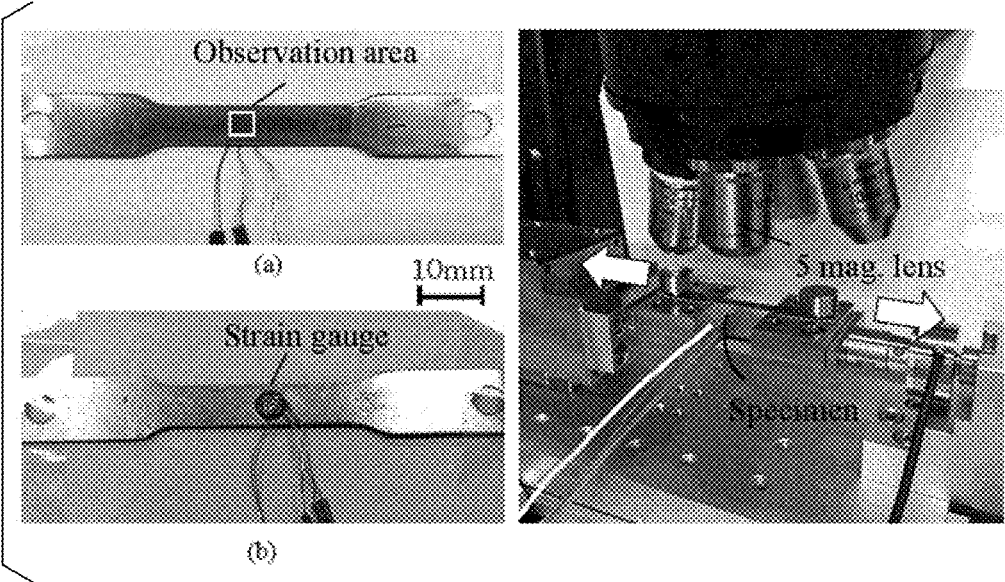 Observation area
(a)
10mm
Strain gauge
(b)
5 mag. lens
Specimen